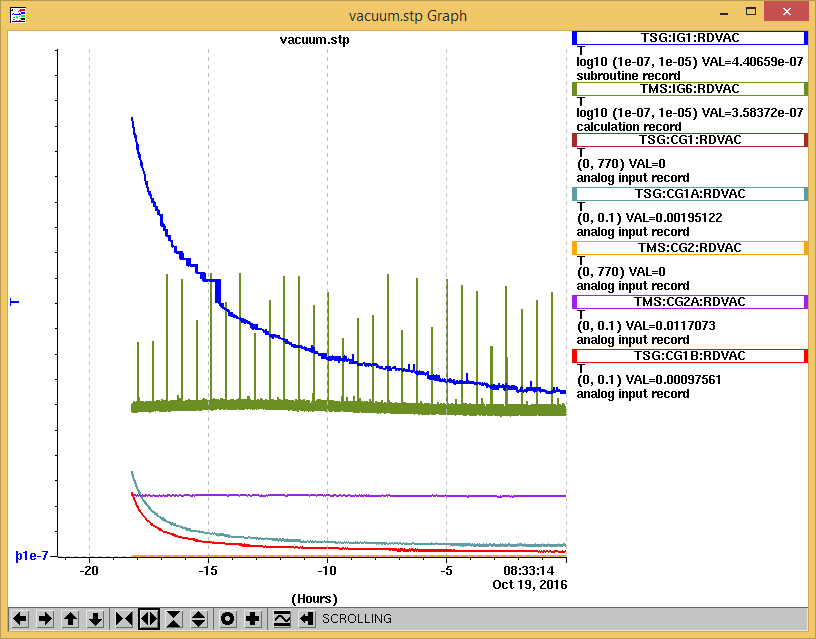 vacuum.stp Graph
vacuum.stp
TSG:IG1:RDVAC
T
log10 (1e-07, 1e-05) VAL=4.40659e-07
subroutine record
TMS:IG6:RDVAC
T
log10 (1e-07, 1e-05) VAL=3.58372e-07
calculation record
TSG:CG1:RDVAC
T
(0, 770) VAL=0
analog input record
TSG:CG1A:RDVAC
T
(0, 0.1) VAL=0.00195122
analog input record
TMS:CG2:RDVAC
T
(0, 770) VAL=0
analog input record
TMS:CG2A:RDVAC
T
(0, 0.1) VAL=0.0117073
analog input record
TSG:CG1B:RDVAC
T
(0, 0.1) VAL=0.00097561
analog input record
T
1e-7
-20 -15 -10 -5 08:33:14
Oct 19, 2016
(Hours)
SCROLLING